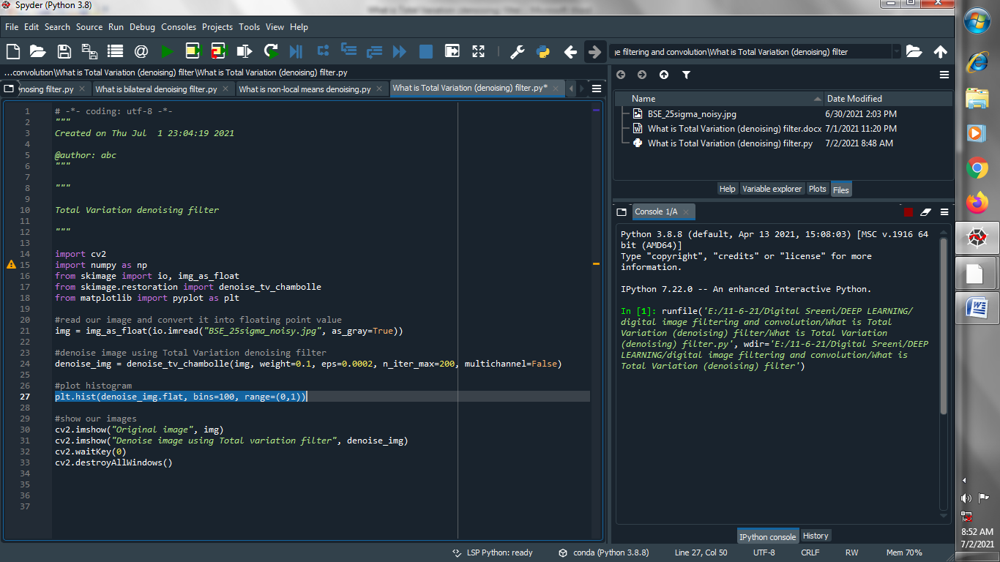 Spyder (Python 3.8)
File Edit Search Source Run Debug Consoles Projects Tools View Help
ge filtering and convolution\What is Total Variation (denoising) filter
...convolution\What is Total Variation (denoising) filter\What is Total Variation (denoising) filter.py
nosing filter.py What is bilateral denoising filter.py What is non-local means denoising.py What is Total Variation (denoising) filter.py*
1 # -*- coding: utf-8 -*-
2 """
3 Created on Thu Jul  1 23:04:19 2021
4
5 @author: abc
6 """
7
8 """
9
10 Total Variation denoising filter
11
12 """
13
14 import cv2
15 import numpy as np
16 from skimage import io, img_as_float
17 from skimage.restoration import denoise_tv_chambolle
18 from matplotlib import pyplot as plt
19
20 #read our image and convert it into floating point value
21 img = img_as_float(io.imread("BSE_25sigma_noisy.jpg", as_gray=True))
22
23 #denoise image using Total Variation denoising filter
24 denoise_img = denoise_tv_chambolle(img, weight=0.1, eps=0.0002, n_iter_max=200, multichannel=False)
25
26 #plot histogram
27 plt.hist(denoise_img.flat, bins=100, range=(0,1))
28
29 #show our images
30 cv2.imshow("Original image", img)
31 cv2.imshow("Denoise image using Total variation filter", denoise_img)
32 cv2.waitKey(0)
33 cv2.destroyAllWindows()
34
35
36
37
Name Date Modified
BSE_25sigma_noisy.jpg 6/30/2021 2:03 PM
What is Total Variation (denoising) filter.docx 7/1/2021 11:20 PM
What is Total Variation (denoising) filter.py 7/2/2021 8:48 AM
Help Variable explorer Plots Files
Console 1/A
Python 3.8.8 (default, Apr 13 2021, 15:08:03) [MSC v.1916 64
bit (AMD64)]
Type "copyright", "credits" or "license" for more
information.
IPython 7.22.0 -- An enhanced Interactive Python.
In [1]: runfile('E:/11-6-21/Digital Sreeni/DEEP LEARNING/
digital image filtering and convolution/What is Total
Variation (denoising) filter/What is Total Variation
(denoising) filter.py', wdir='E:/11-6-21/Digital Sreeni/DEEP
LEARNING/digital image filtering and convolution/What is
Total Variation (denoising) filter')
IPython console History
LSP Python: ready conda (Python 3.8.8) Line 27, Col 50 UTF-8 CRLF RW Mem 70%
8:52 AM
7/2/2021